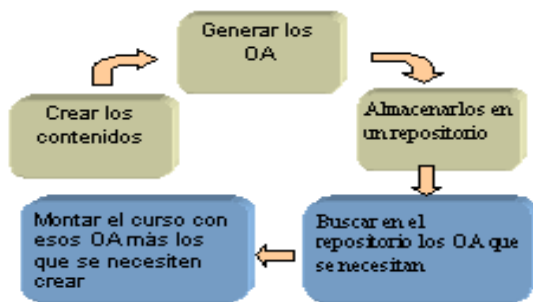 Generar los
OA
Crear los
contenidos
Almacenarlos en
un repositorio
Buscar en el
repositorio los OA que
se necesitan
Montar el curso con
esos OA más los
que se necesiten
crear